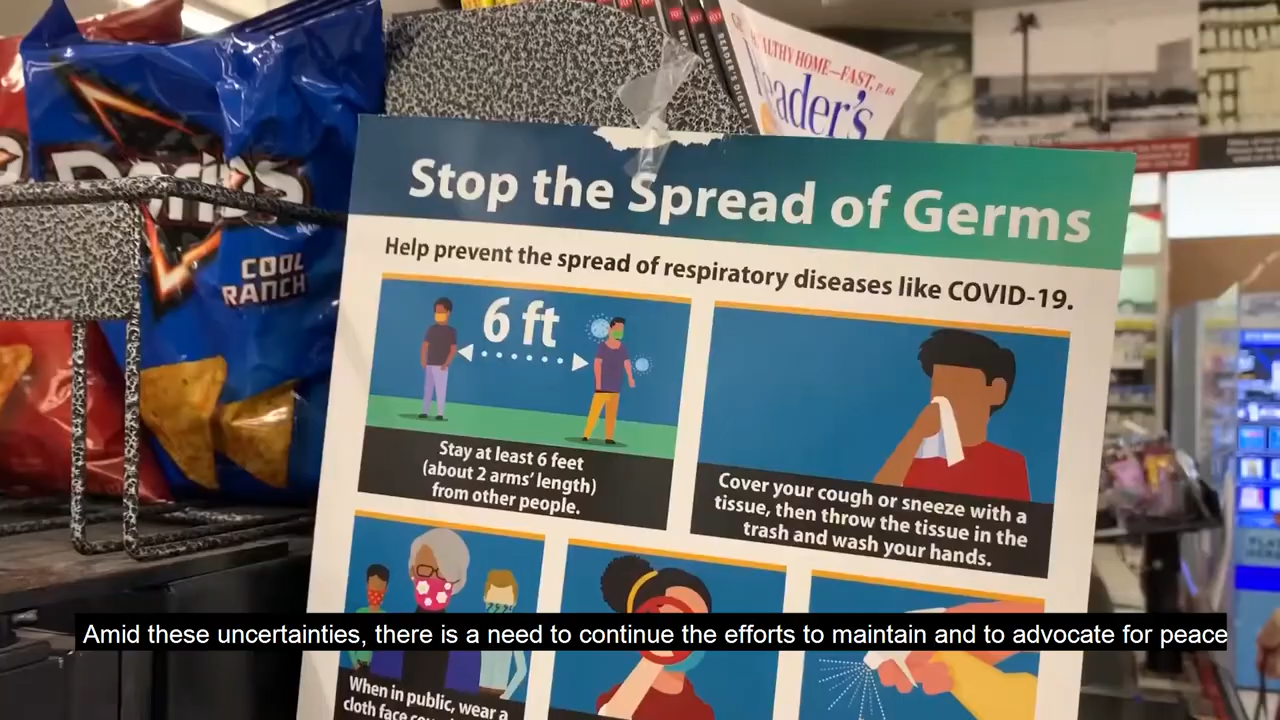 HEALTHY HOME—FAST, P. 48
Reader's
READER'S DIGEST
Doritos
COOL
RANCH
Stop the Spread of Germs
Help prevent the spread of respiratory diseases like COVID-19.
6 ft
Stay at least 6 feet
(about 2 arms' length)
from other people.
Cover your cough or sneeze with a
tissue, then throw the tissue in the
trash and wash your hands.
When in public, wear a
cloth face
Amid these uncertainties, there is a need to continue the efforts to maintain and to advocate for peace